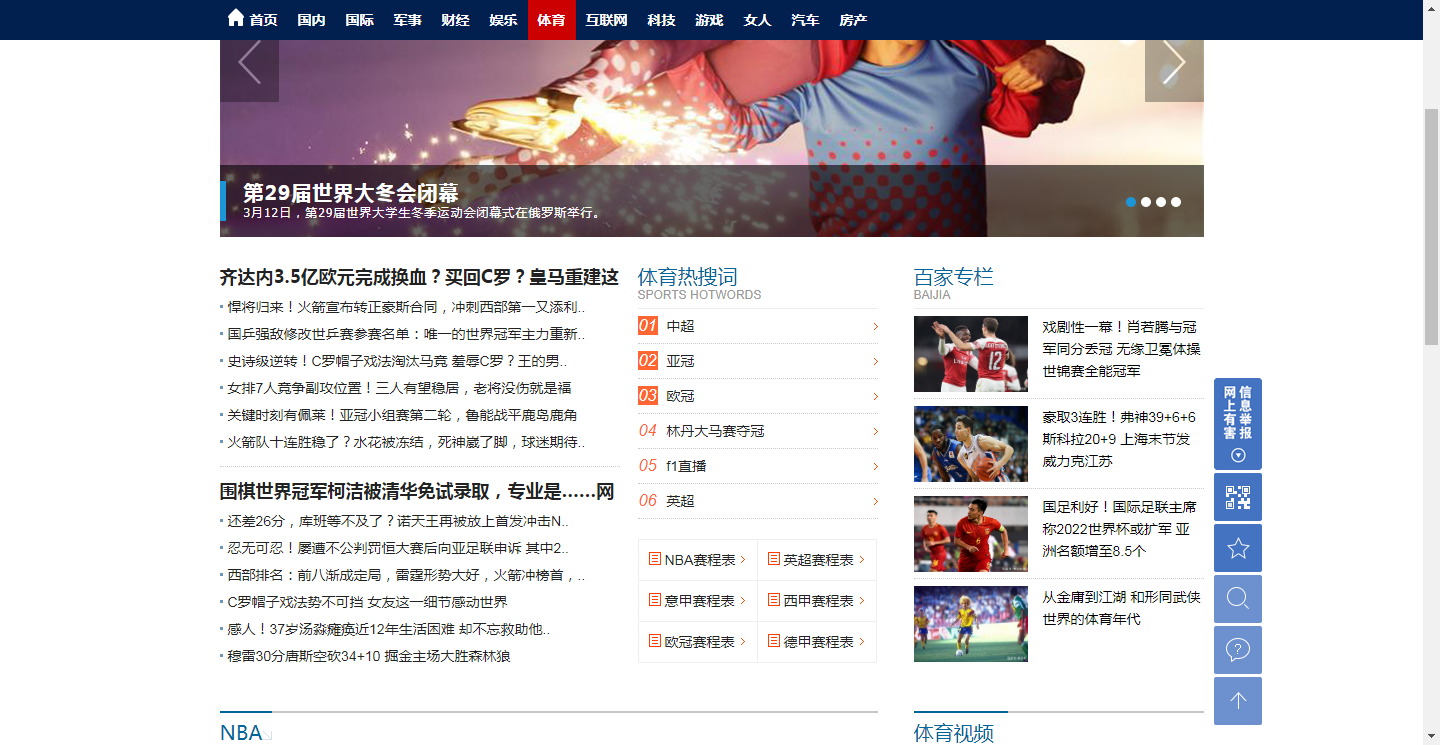 首页 国内 国际 军事 财经 娱乐 体育 互联网 科技 游戏 女人 汽车 房产
第29届世界大冬会闭幕
3月12日，第29届世界大学生冬季运动会闭幕式在俄罗斯举行。
齐达内3.5亿欧元完成换血？买回C罗？皇马重建这
悍将归来！火箭宣布转正豪斯合同，冲刺西部第一又添利..
国乒强敌修改世乒赛参赛名单：唯一的世界冠军主力重新..
史诗级逆转！C罗帽子戏法淘汰马竞 羞辱C罗？王的男..
女排7人竞争副攻位置！三人有望稳居，老将没伤就是福
关键时刻有佩莱！亚冠小组赛第二轮，鲁能战平鹿岛鹿角
火箭队十连胜稳了？水花被冻结，死神崴了脚，球迷期待..
围棋世界冠军柯洁被清华免试录取，专业是……网
还差26分，库班等不及了？诺天王再被放上首发冲击N..
忍无可忍！屡遭不公判罚恒大赛后向亚足联申诉 其中2..
西部排名：前八渐成定局，雷霆形势大好，火箭冲榜首，..
C罗帽子戏法势不可挡 女友这一细节感动世界
感人！37岁汤淼瘫痪近12年生活困难 却不忘救助他..
穆雷30分唐斯空砍34+10 掘金主场大胜森林狼
体育热搜词
SPORTS HOTWORDS
01 中超
02 亚冠
03 欧冠
04 林丹大马赛夺冠
05 f1直播
06 英超
NBA赛程表 英超赛程表
意甲赛程表 西甲赛程表
欧冠赛程表 德甲赛程表
百家专栏
BAIJIA
戏剧性一幕！肖若腾与冠
军同分丢冠 无缘卫冕体操
世锦赛全能冠军
豪取3连胜！弗神39+6+6
斯科拉20+9 上海末节发
威力克江苏
国足利好！国际足联主席
称2022世界杯或扩军 亚
洲名额增至8.5个
从金庸到江湖 和形同武侠
世界的体育年代
网上有害
信息举报
NBA
体育视频